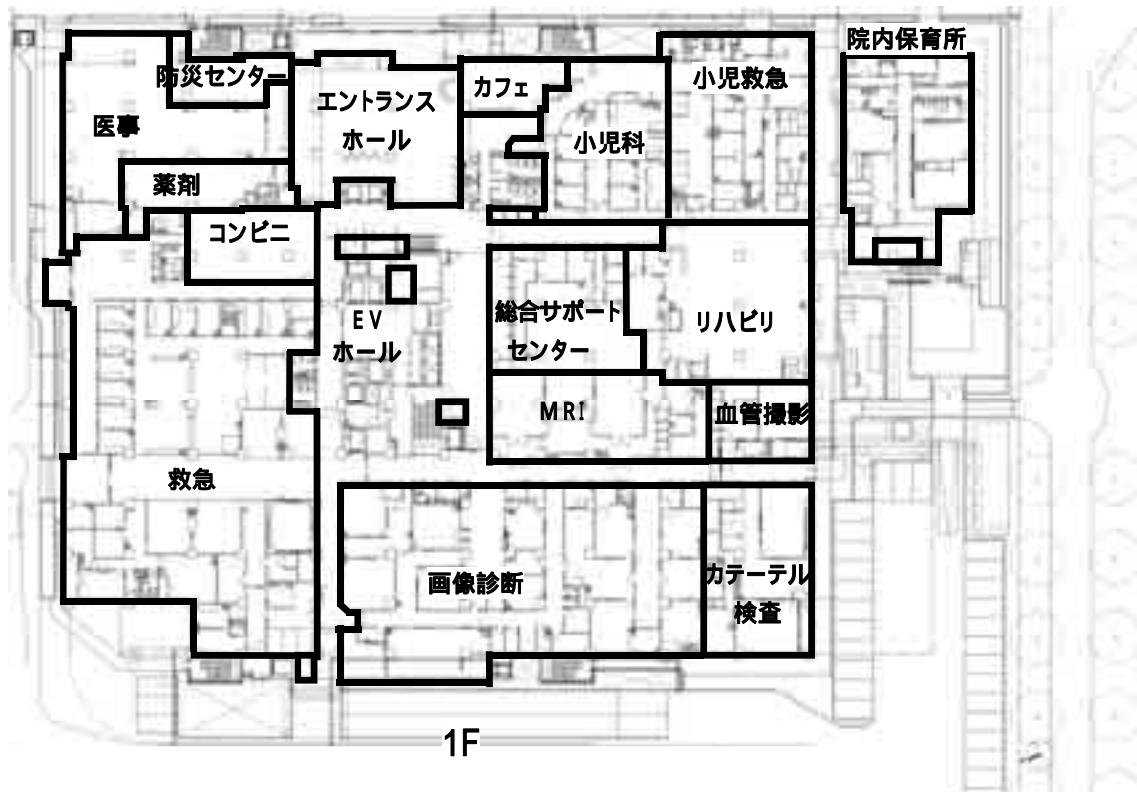 院内保育所
防災センター
エントランス
ホール
カフェ
小児救急
医事
小児科
薬剤
コンビニ
EV
ホール
総合サポート
センター
リハビリ
MRI
血管撮影
救急
画像診断
カテーテル
検査
1F